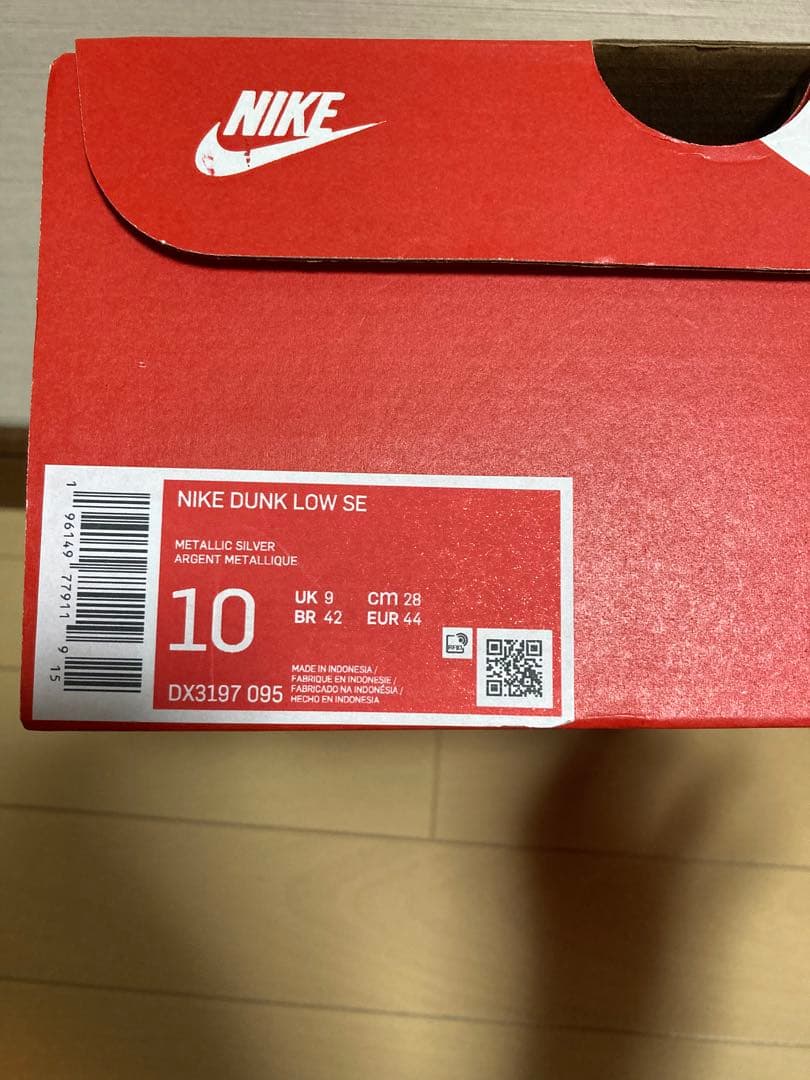 NIKE
NIKE DUNK LOW SE
METALLIC SILVER
ARGENT METALLIQUE
10
UK 9 cm 28
BR 42 EUR 44
DX3197 095
MADE IN INDONESIA /
FABRIQUE EN INDONESIE /
FABRICADO NA INDONÉSIA /
HECHO EN INDONESIA
RFID
1 96149 77911 9 15